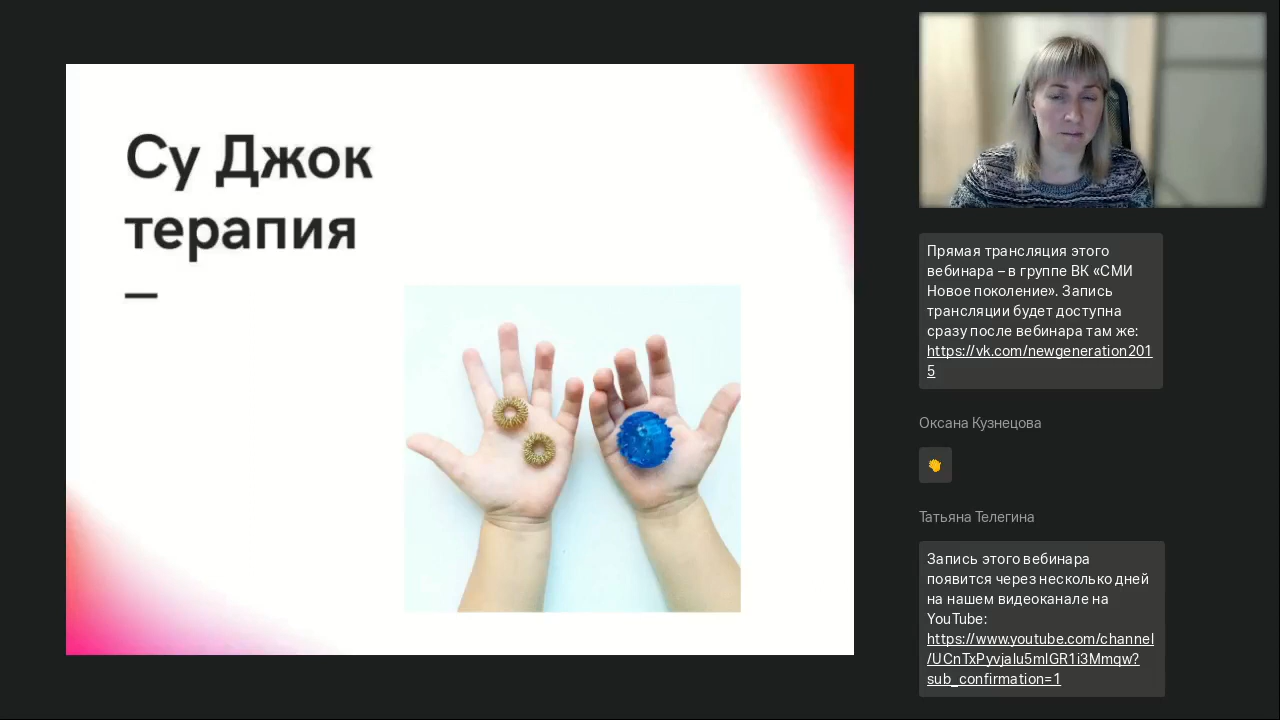 Су Джок
терапия
Прямая трансляция этого
вебинара – в группе ВК «СМИ
Новое поколение». Запись
трансляции будет доступна
сразу после вебинара там же:
https://vk.com/newgeneration201
5
Оксана Кузнецова
Татьяна Телегина
Запись этого вебинара
появится через несколько дней
на нашем видеоканале на
YouTube:
https://www.youtube.com/channel
/UCnTxPyvjalu5mlGR1i3Mmqw?
sub_confirmation=1